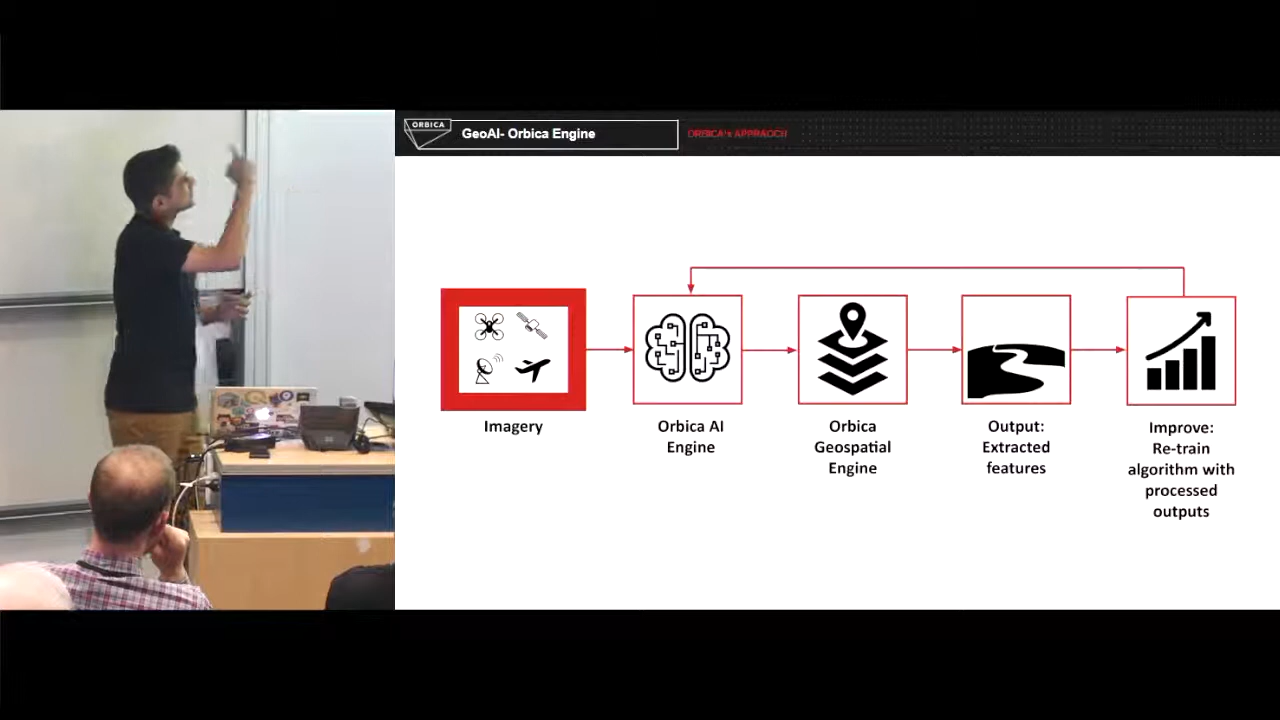 ORBICA
GeoAI- Orbica Engine
ORBICA's APPRAOCH
Imagery
Orbica AI
Engine
Orbica
Geospatial
Engine
Output:
Extracted
features
Improve:
Re-train
algorithm with
processed
outputs